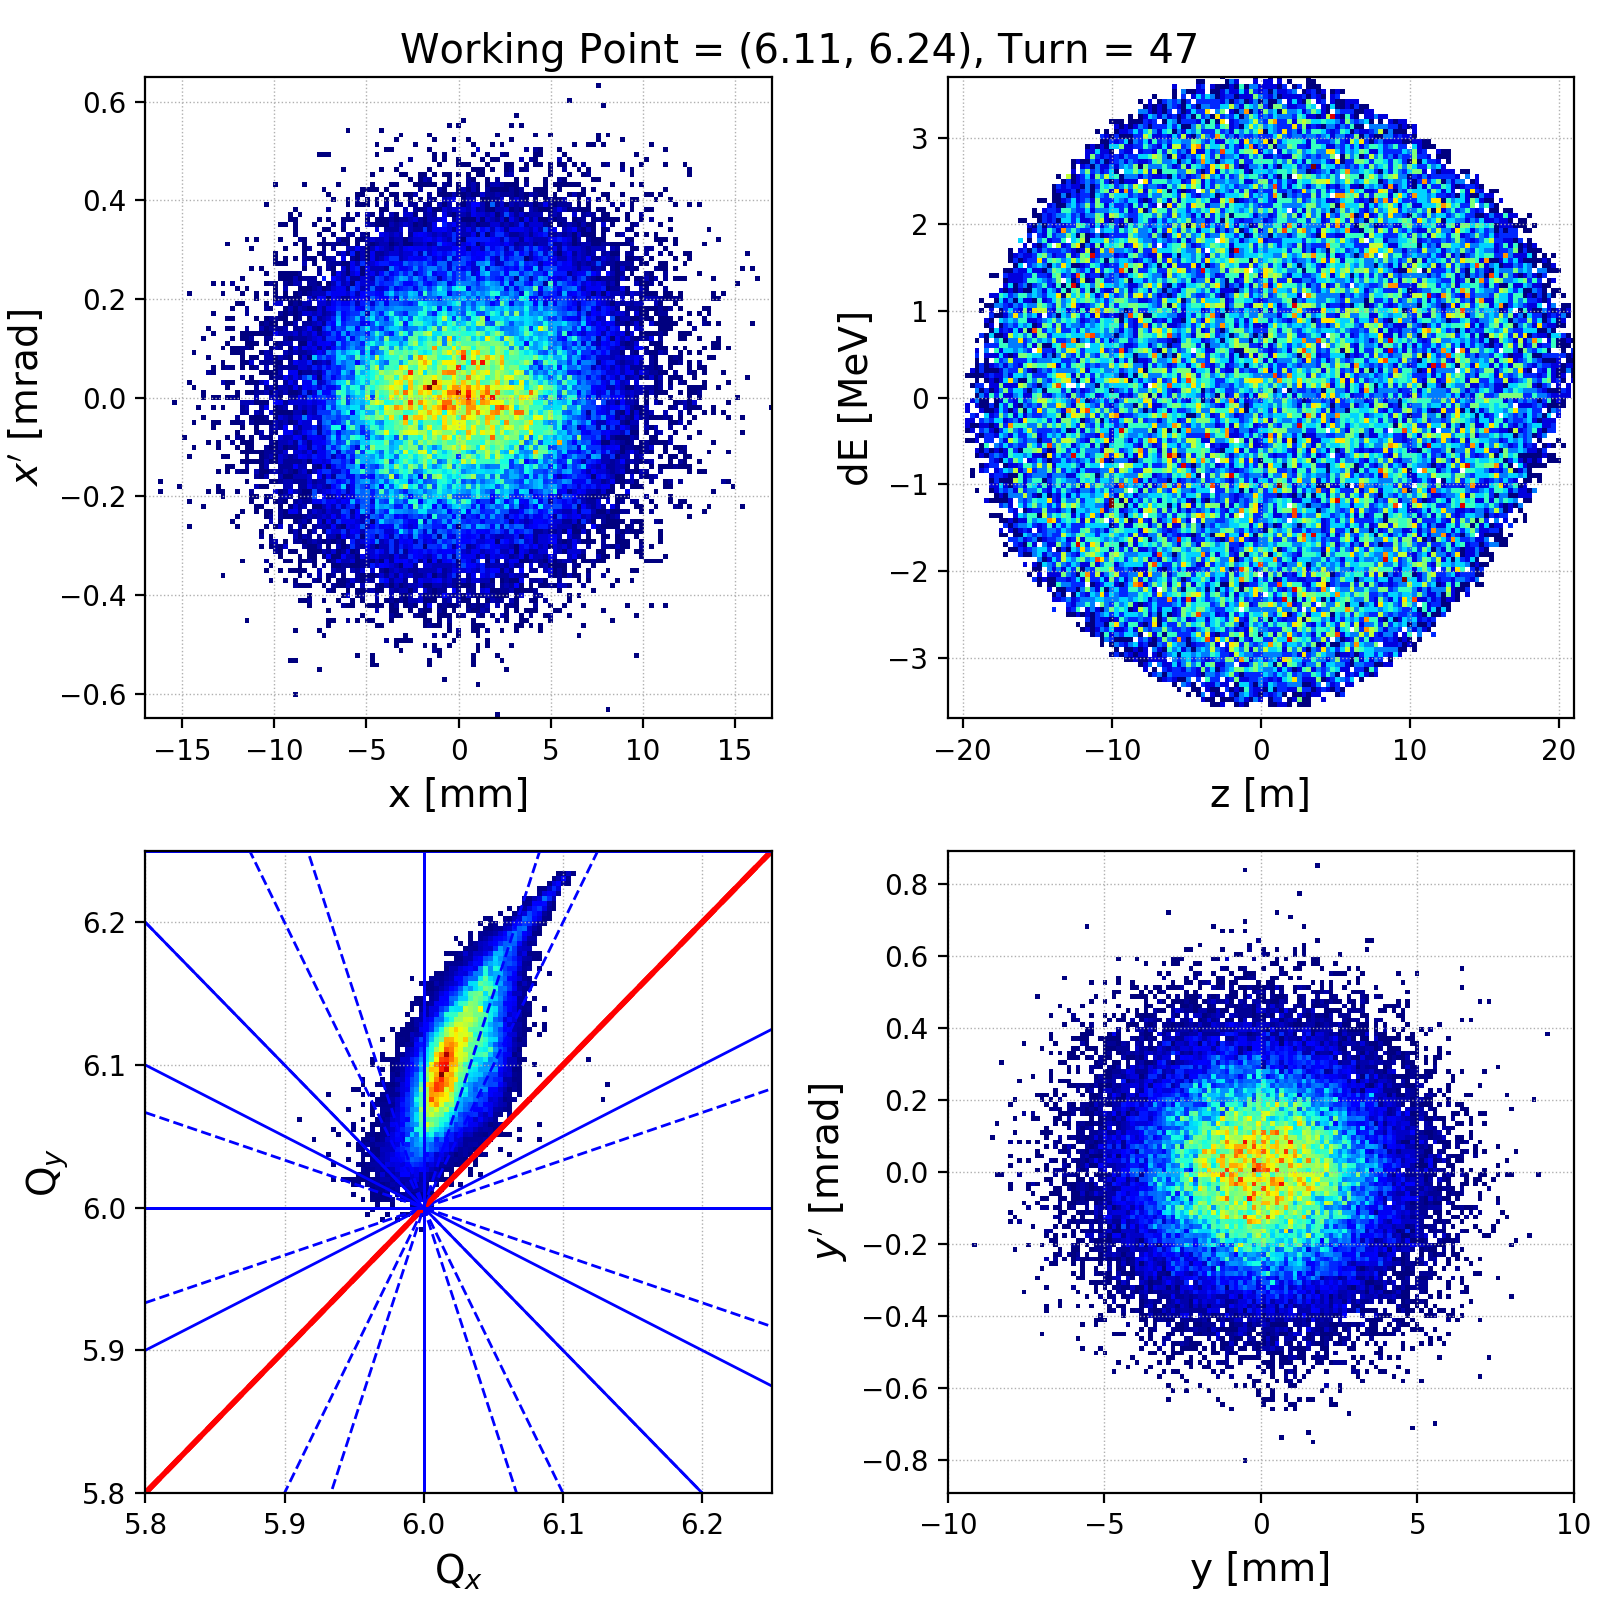 Working Point = (6.11, 6.24), Turn = 47
0.6
0.4
0.2
0.0
−0.2
−0.4
−0.6
x′ [mrad]
−15 −10 −5 0 5 10 15
x [mm]
3
2
1
0
−1
−2
−3
dE [MeV]
−20 −10 0 10 20
z [m]
6.2
6.1
6.0
5.9
5.8
Qy
5.8 5.9 6.0 6.1 6.2
Qx
0.8
0.6
0.4
0.2
0.0
−0.2
−0.4
−0.6
−0.8
y′ [mrad]
−10 −5 0 5 10
y [mm]